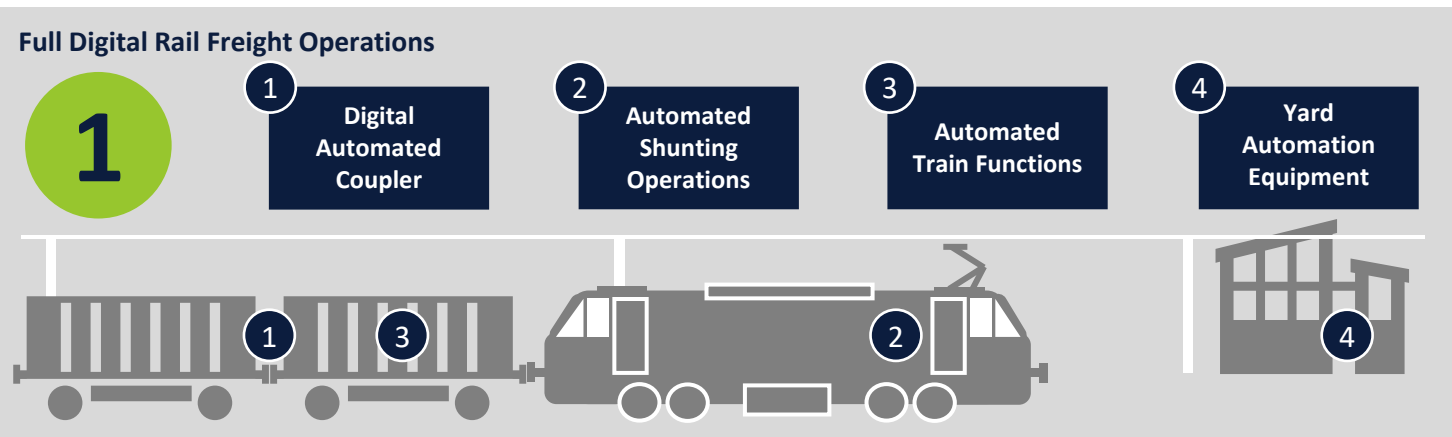 Full Digital Rail Freight Operations
1
1
Digital
Automated
Coupler
2
Automated
Shunting
Operations
3
Automated
Train Functions
4
Yard
Automation
Equipment
1
3
2
4